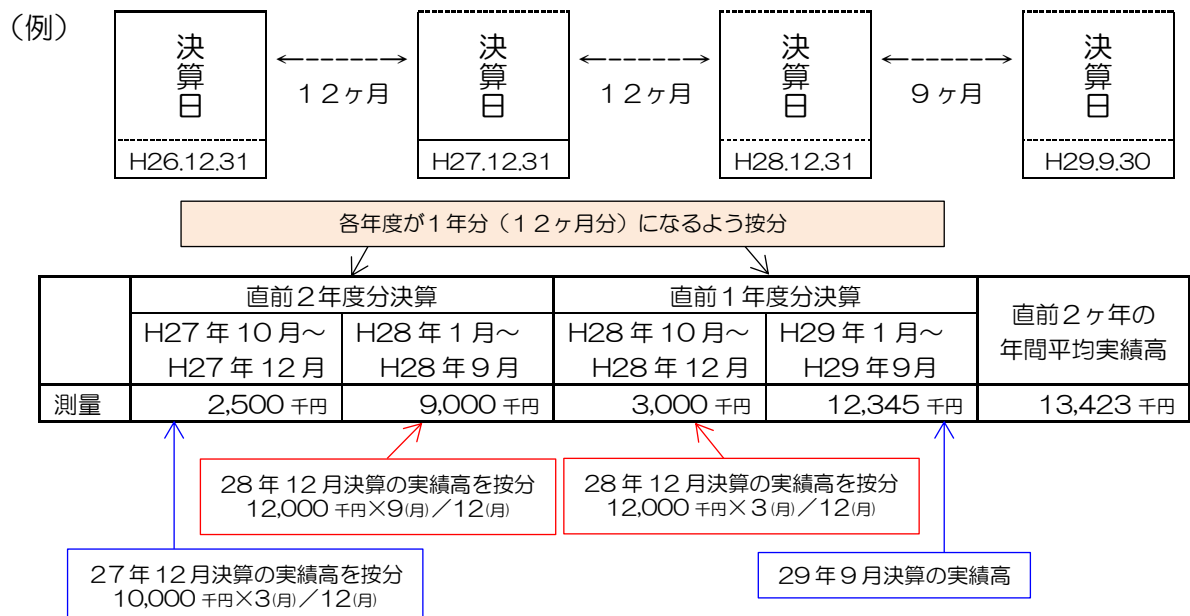 （例）
決算日
決算日
決算日
決算日
１２ヶ月
１２ヶ月
９ヶ月
H26.12.31
H27.12.31
H28.12.31
H29.9.30
各年度が１年分（１２ヶ月分）になるよう按分
直前２年度分決算
直前１年度分決算
直前２ヶ年の
年間平均実績高
H27年10月～
H27年12月
H28年1月～
H28年9月
H28年10月～
H28年12月
H29年1月～
H29年9月
測量
2,500千円
9,000千円
3,000千円
12,345千円
13,423千円
28年12月決算の実績高を按分
12,000千円×9(月)／12(月)
28年12月決算の実績高を按分
12,000千円×3(月)／12(月)
27年12月決算の実績高を按分
10,000千円×3(月)／12(月)
29年9月決算の実績高